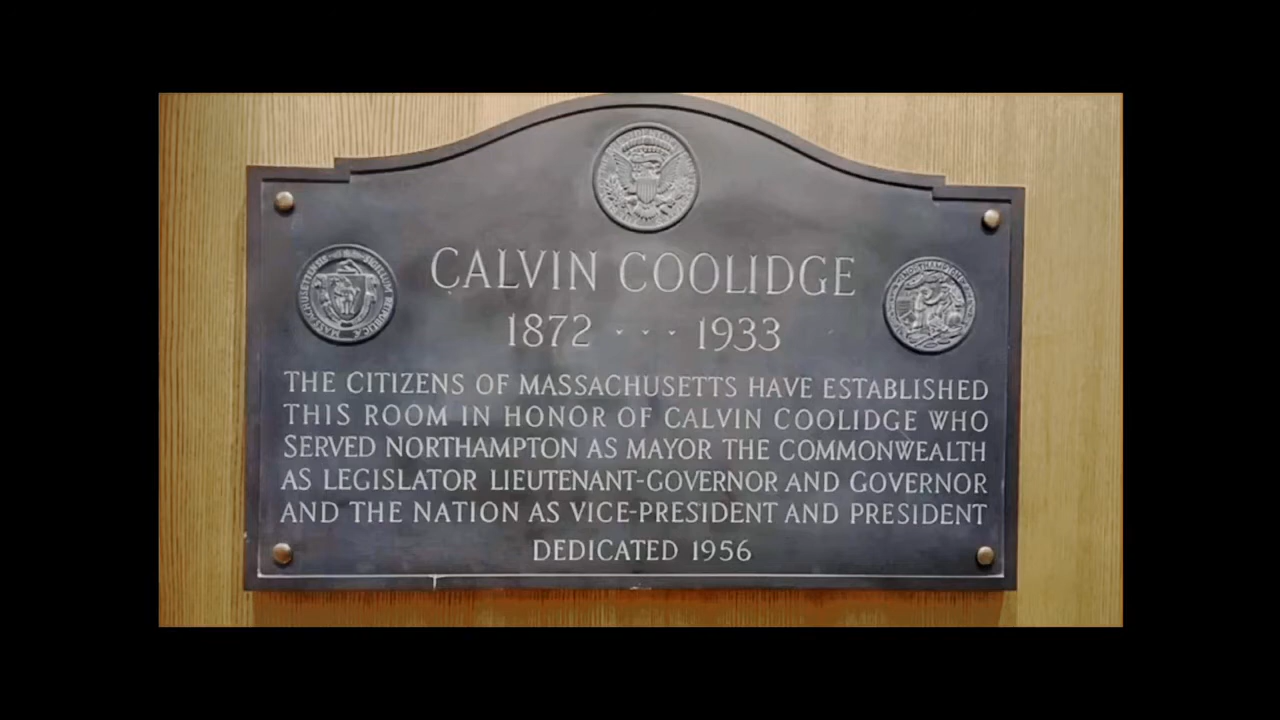 CALVIN COOLIDGE
1872 · · · 1933
THE CITIZENS OF MASSACHUSETTS HAVE ESTABLISHED
THIS ROOM IN HONOR OF CALVIN COOLIDGE WHO
SERVED NORTHAMPTON AS MAYOR THE COMMONWEALTH
AS LEGISLATOR LIEUTENANT-GOVERNOR AND GOVERNOR
AND THE NATION AS VICE-PRESIDENT AND PRESIDENT
DEDICATED 1956